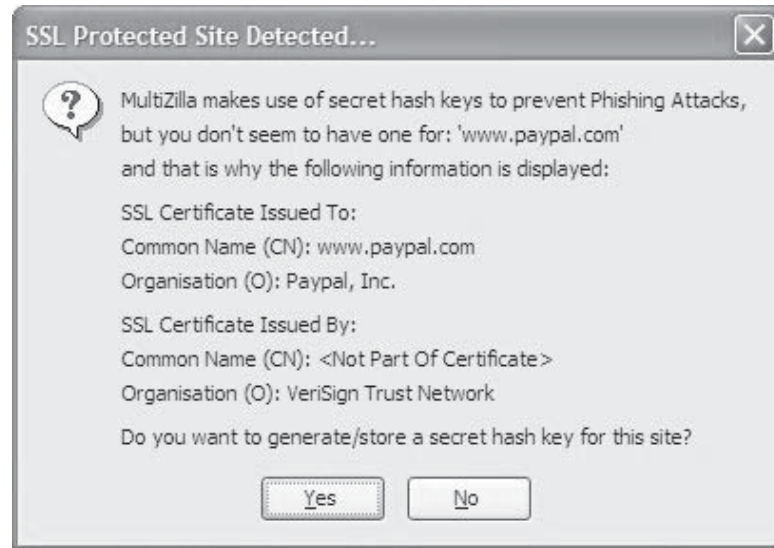 SSL Protected Site Detected...
?
MultiZilla makes use of secret hash keys to prevent Phishing Attacks,
but you don't seem to have one for: 'www.paypal.com'
and that is why the following information is displayed:
SSL Certificate Issued To:
Common Name (CN): www.paypal.com
Organisation (O): Paypal, Inc.
SSL Certificate Issued By:
Common Name (CN): <Not Part Of Certificate>
Organisation (O): VeriSign Trust Network
Do you want to generate/store a secret hash key for this site?
Yes No